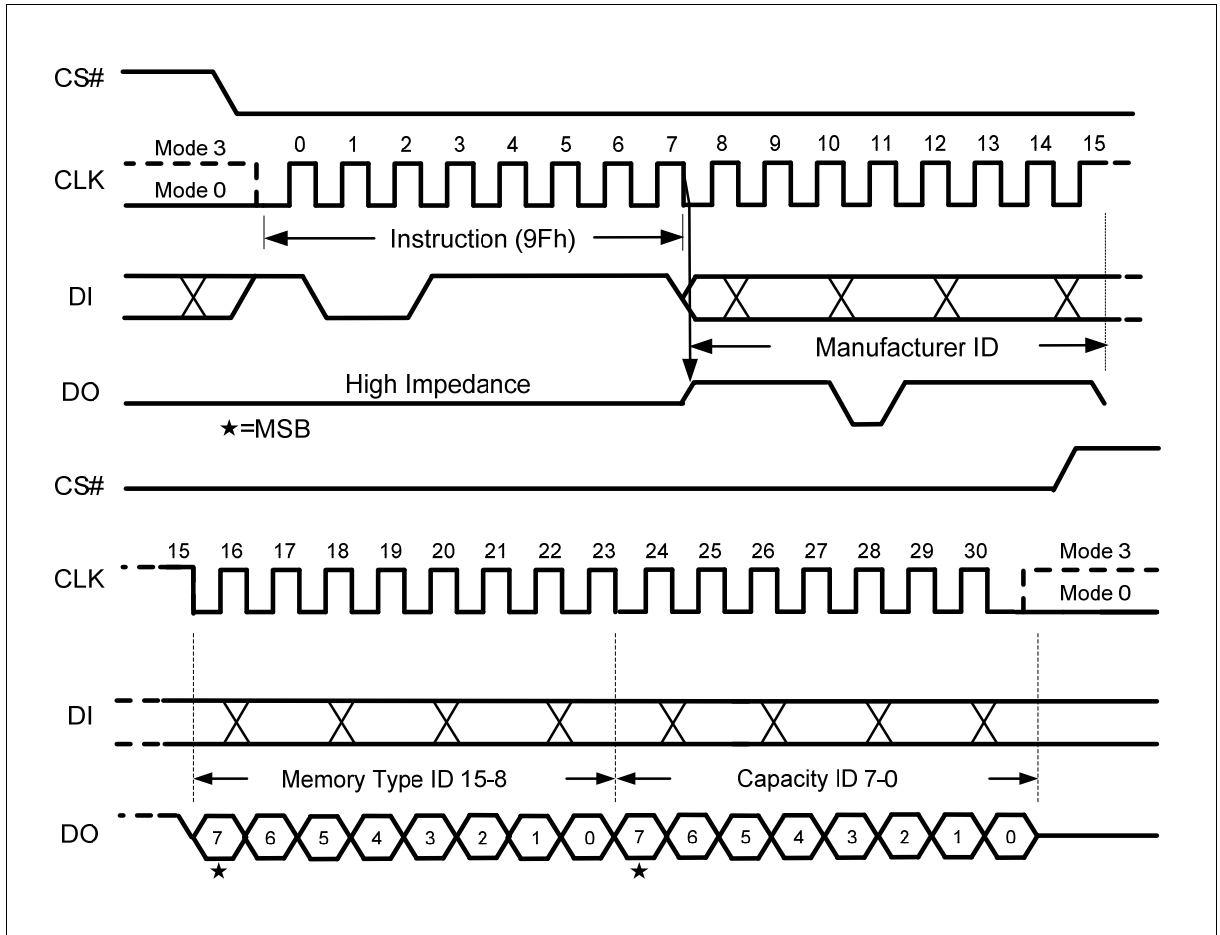 CS#
Mode 3
0 1 2 3 4 5 6 7 8 9 10 11 12 13 14 15
CLK
Mode 0
Instruction (9Fh)
DI
Manufacturer ID
High Impedance
DO
★=MSB
CS#
15 16 17 18 19 20 21 22 23 24 25 26 27 28 29 30
Mode 3
CLK
Mode 0
DI
Memory Type ID 15-8
Capacity ID 7-0
DO
7 6 5 4 3 2 1 0 7 6 5 4 3 2 1 0
★ ★